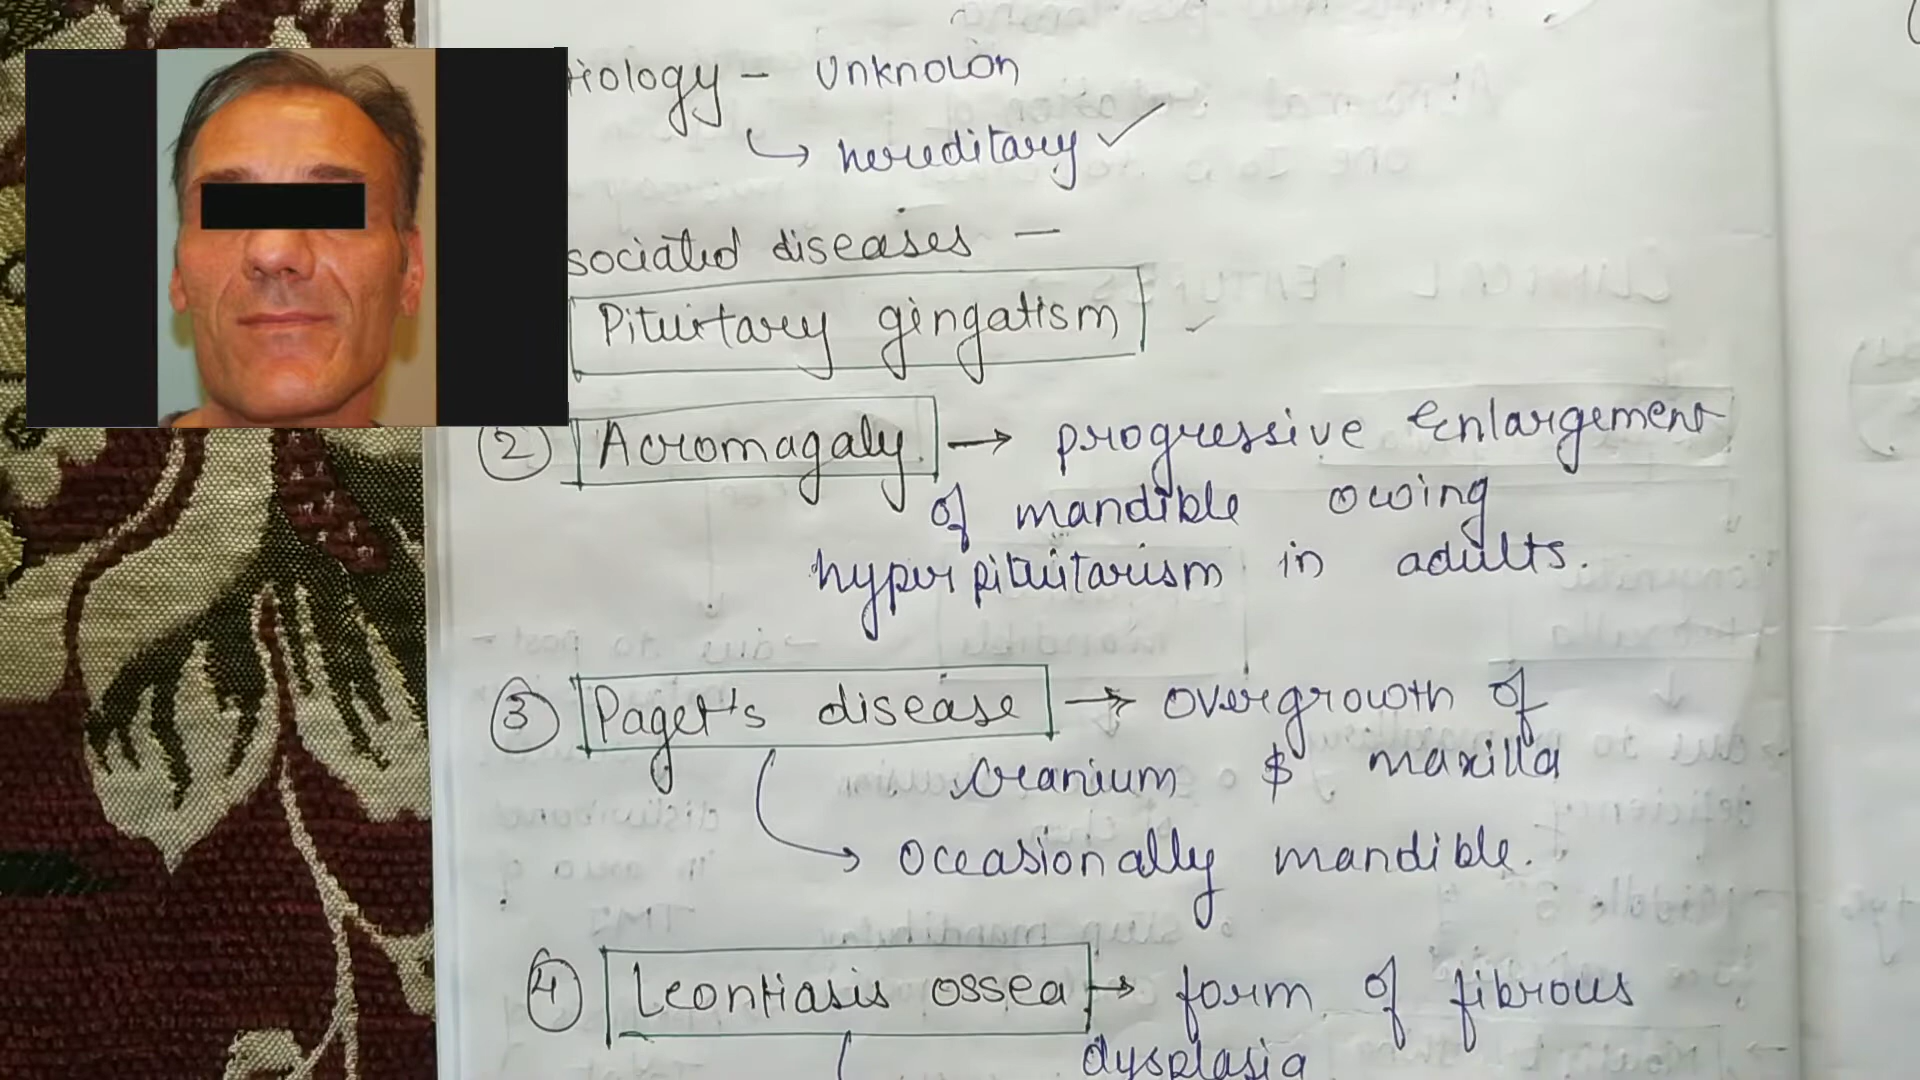 tiology – Unknown
↳ hereditary ✓
sociated diseases —
Pituitary gingatism
② Acromagaly → progressive Enlargement
of mandible owing
hyperpituitarism in adults.
③ Paget's disease → overgrowth of
cranium & maxilla
→ occasionally mandible.
④ Leontiasis ossea → form of fibrous
dysplasia